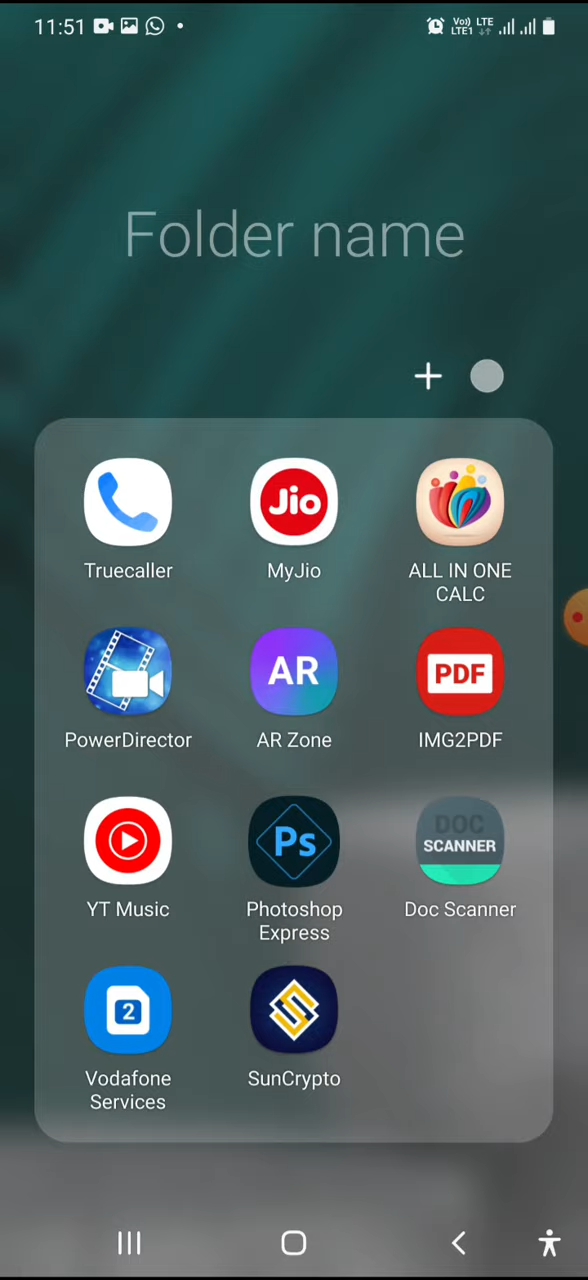 11:51
Vo) LTE
LTE1
Folder name
Jio
Truecaller
MyJio
ALL IN ONE
CALC
AR
PDF
PowerDirector
AR Zone
IMG2PDF
Ps
DOC
SCANNER
YT Music
Photoshop
Express
Doc Scanner
2
Vodafone
Services
SunCrypto